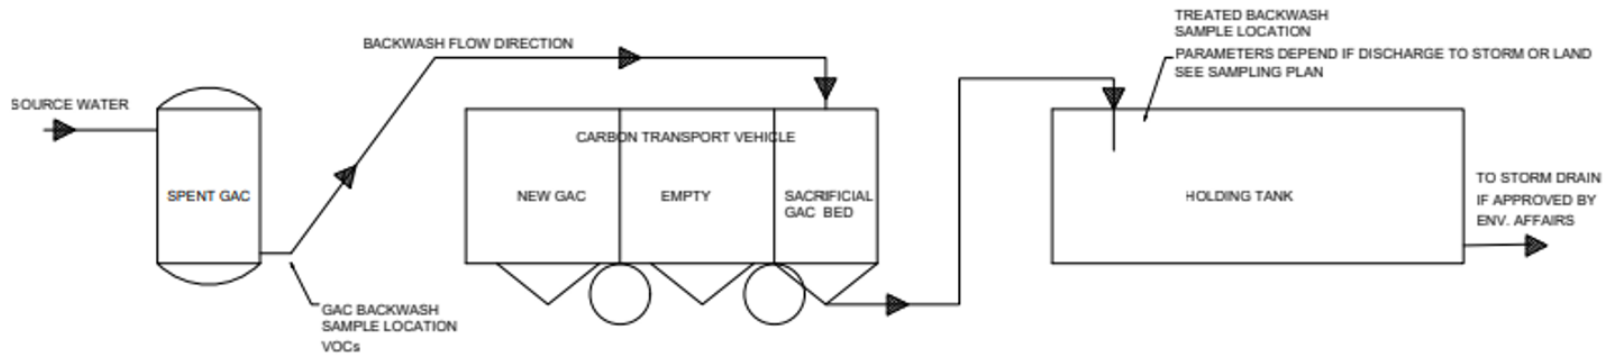 TREATED BACKWASH
SAMPLE LOCATION
PARAMETERS DEPEND IF DISCHARGE TO STORM OR LAND
SEE SAMPLING PLAN
BACKWASH FLOW DIRECTION
SOURCE WATER
CARBON TRANSPORT VEHICLE
SPENT GAC
NEW GAC
EMPTY
SACRIFICIAL
GAC BED
HOLDING TANK
TO STORM DRAIN
IF APPROVED BY
ENV. AFFAIRS
GAC BACKWASH
SAMPLE LOCATION
VOCs